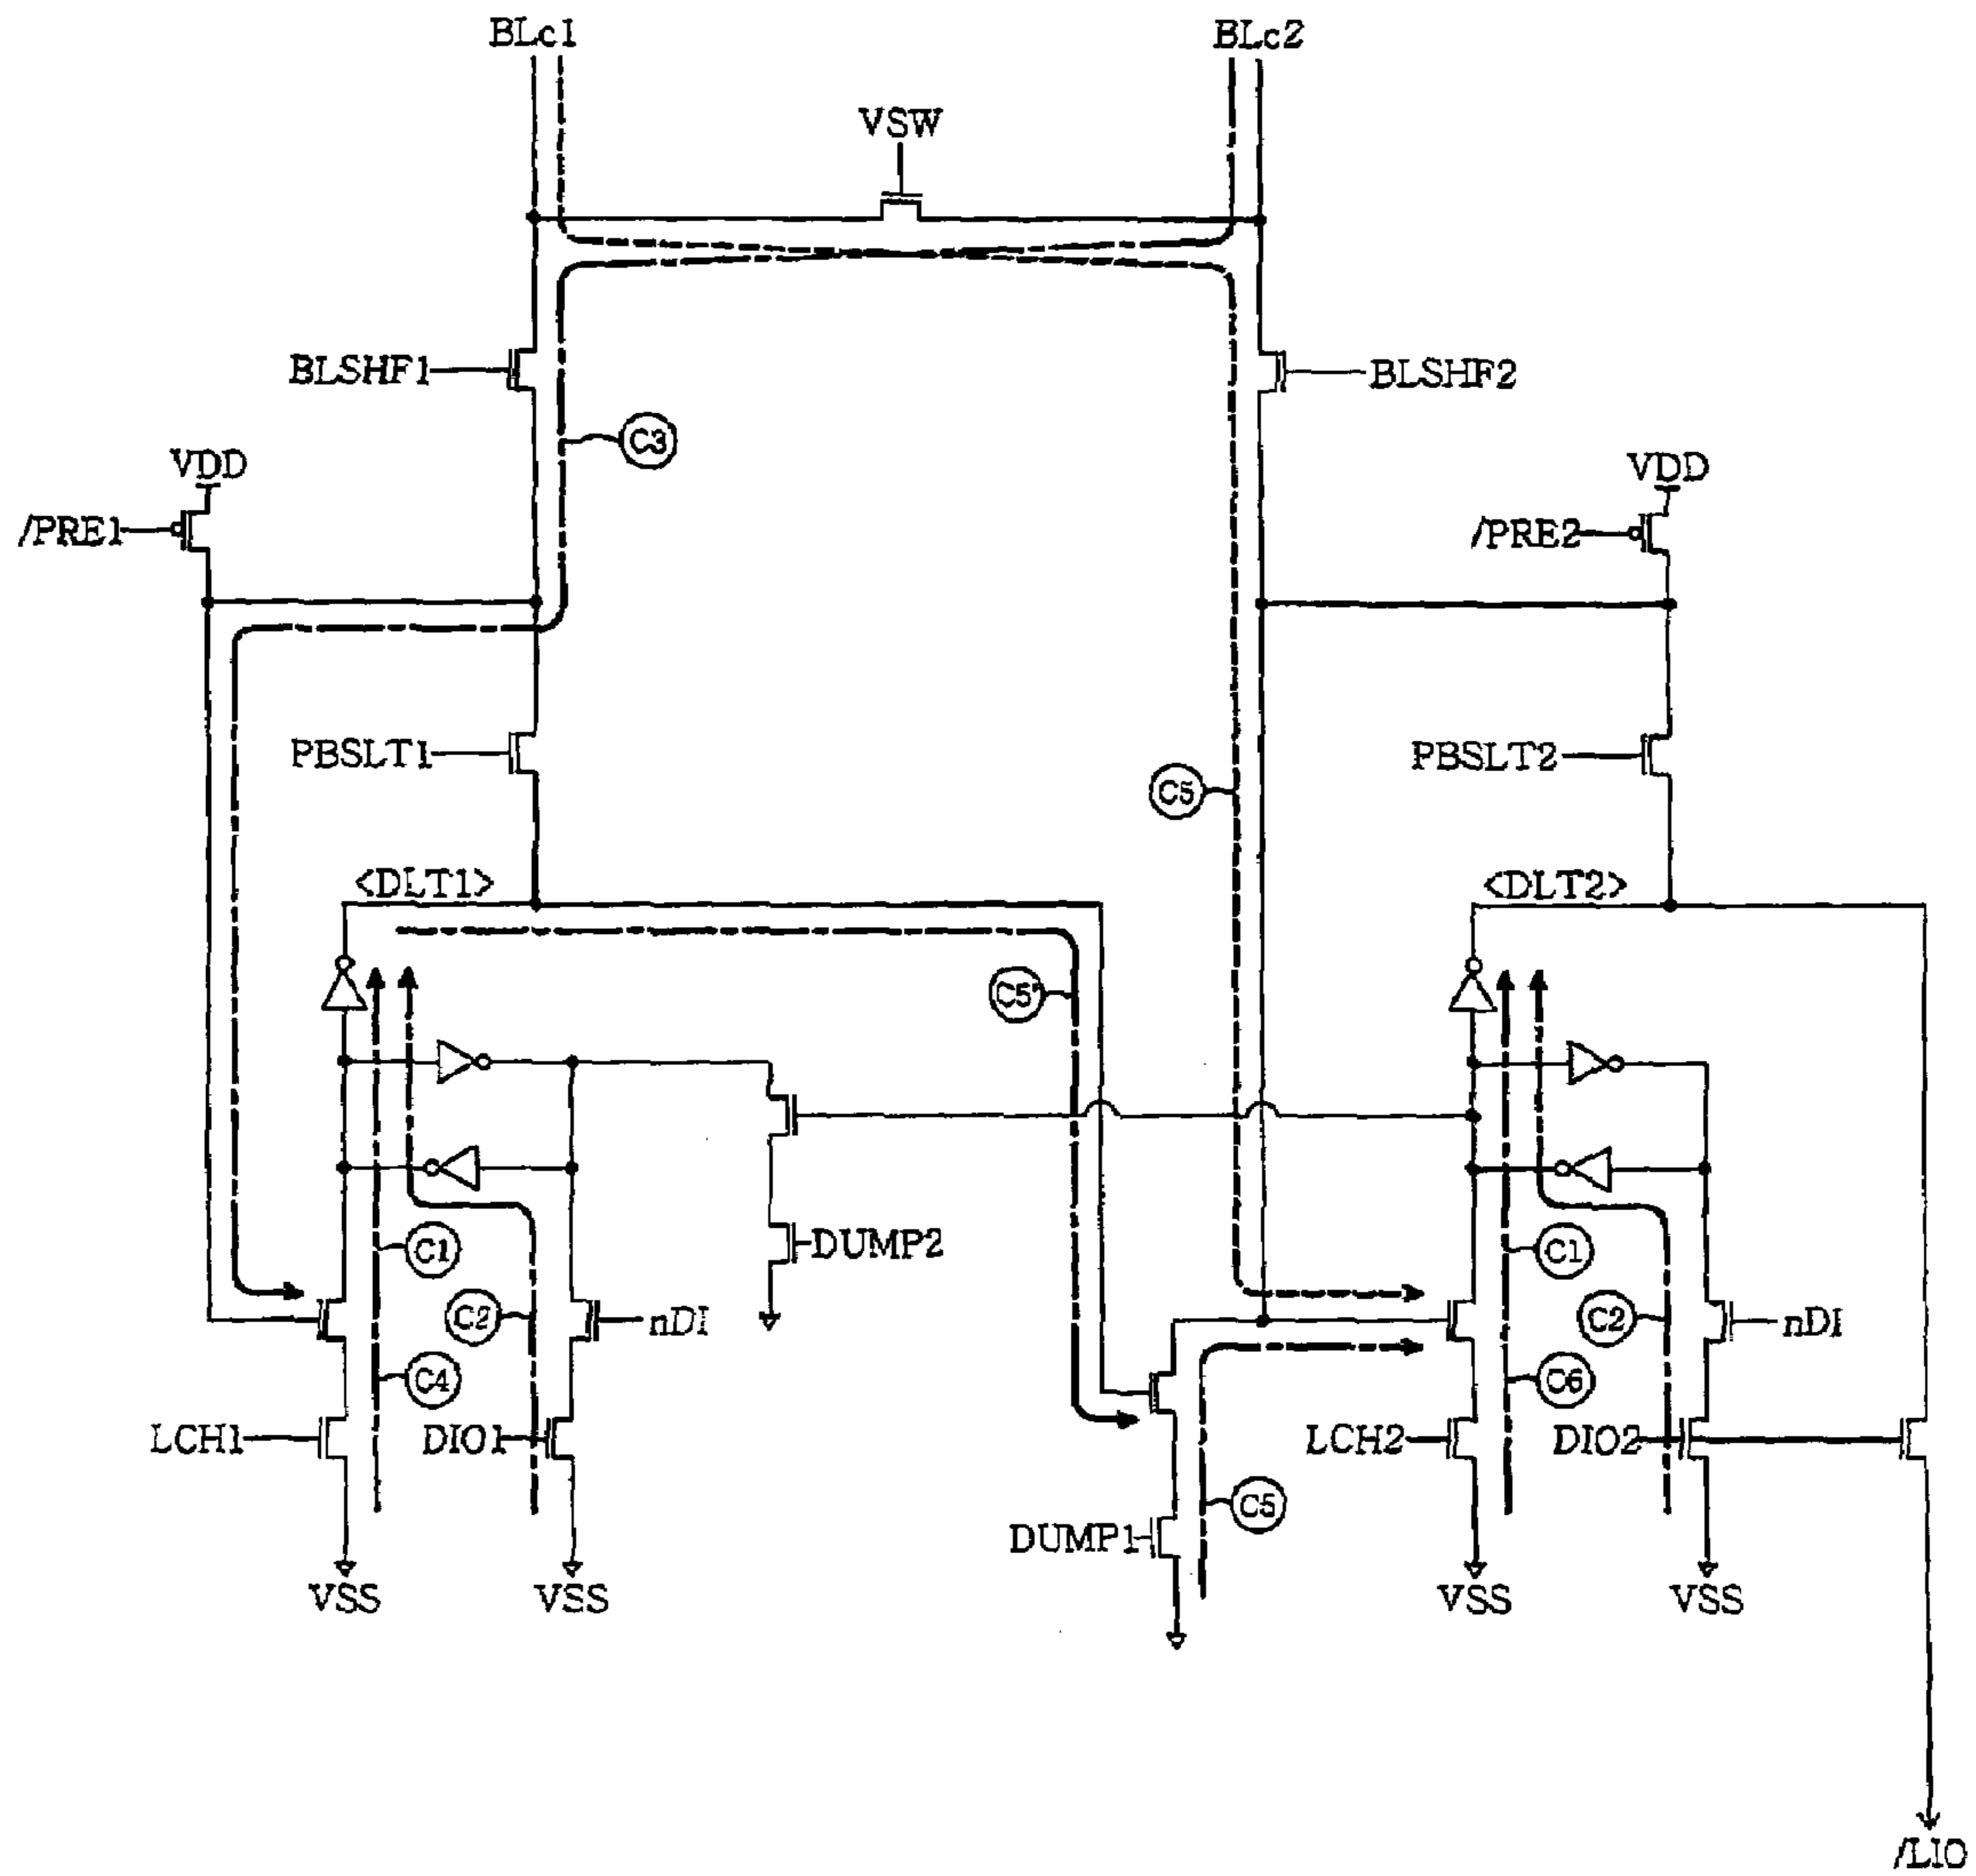 BLc1
BLc2
VSW
BLSHF1
BLSHF2
C3
VDD
VDD
/PRE1
/PRE2
PBSLT1
PBSLT2
C5
<DLT1>
<DLT2>
C5'
DUMP2
C1
C1
C2
nDI
C2
nDI
C4
C6
LCH1
DIO1
LCH2
DIO2
C5
DUMP1
VSS
VSS
VSS
VSS
/LIO